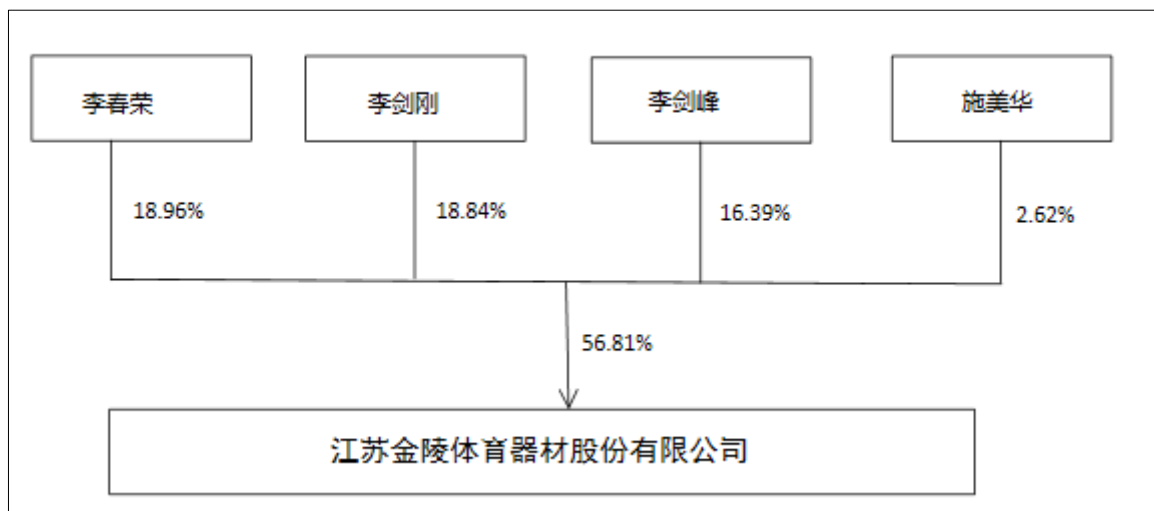 李春荣
李剑刚
李剑峰
施美华
18.96%
18.84%
16.39%
2.62%
56.81%
江苏金陵体育器材股份有限公司